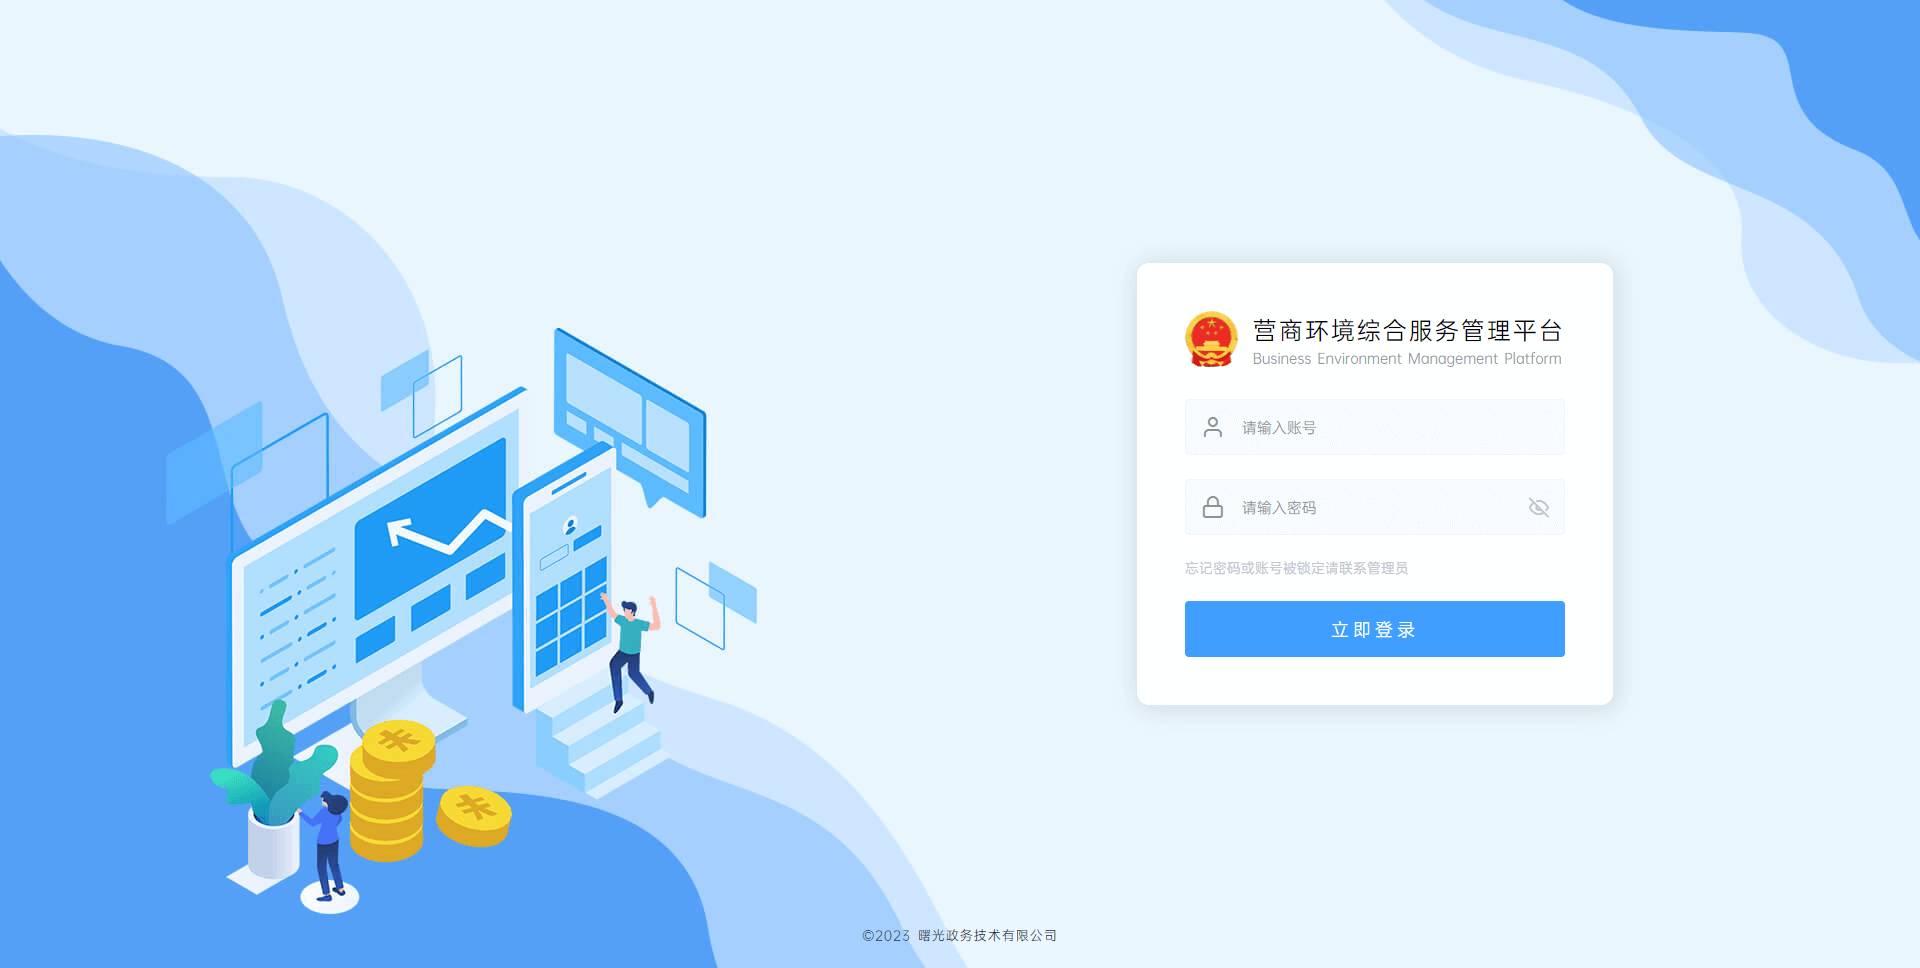 营商环境综合服务管理平台
Business Environment Management Platform
请输入账号
请输入密码
忘记密码或账号被锁定请联系管理员
立即登录
©2023 曙光政务技术有限公司